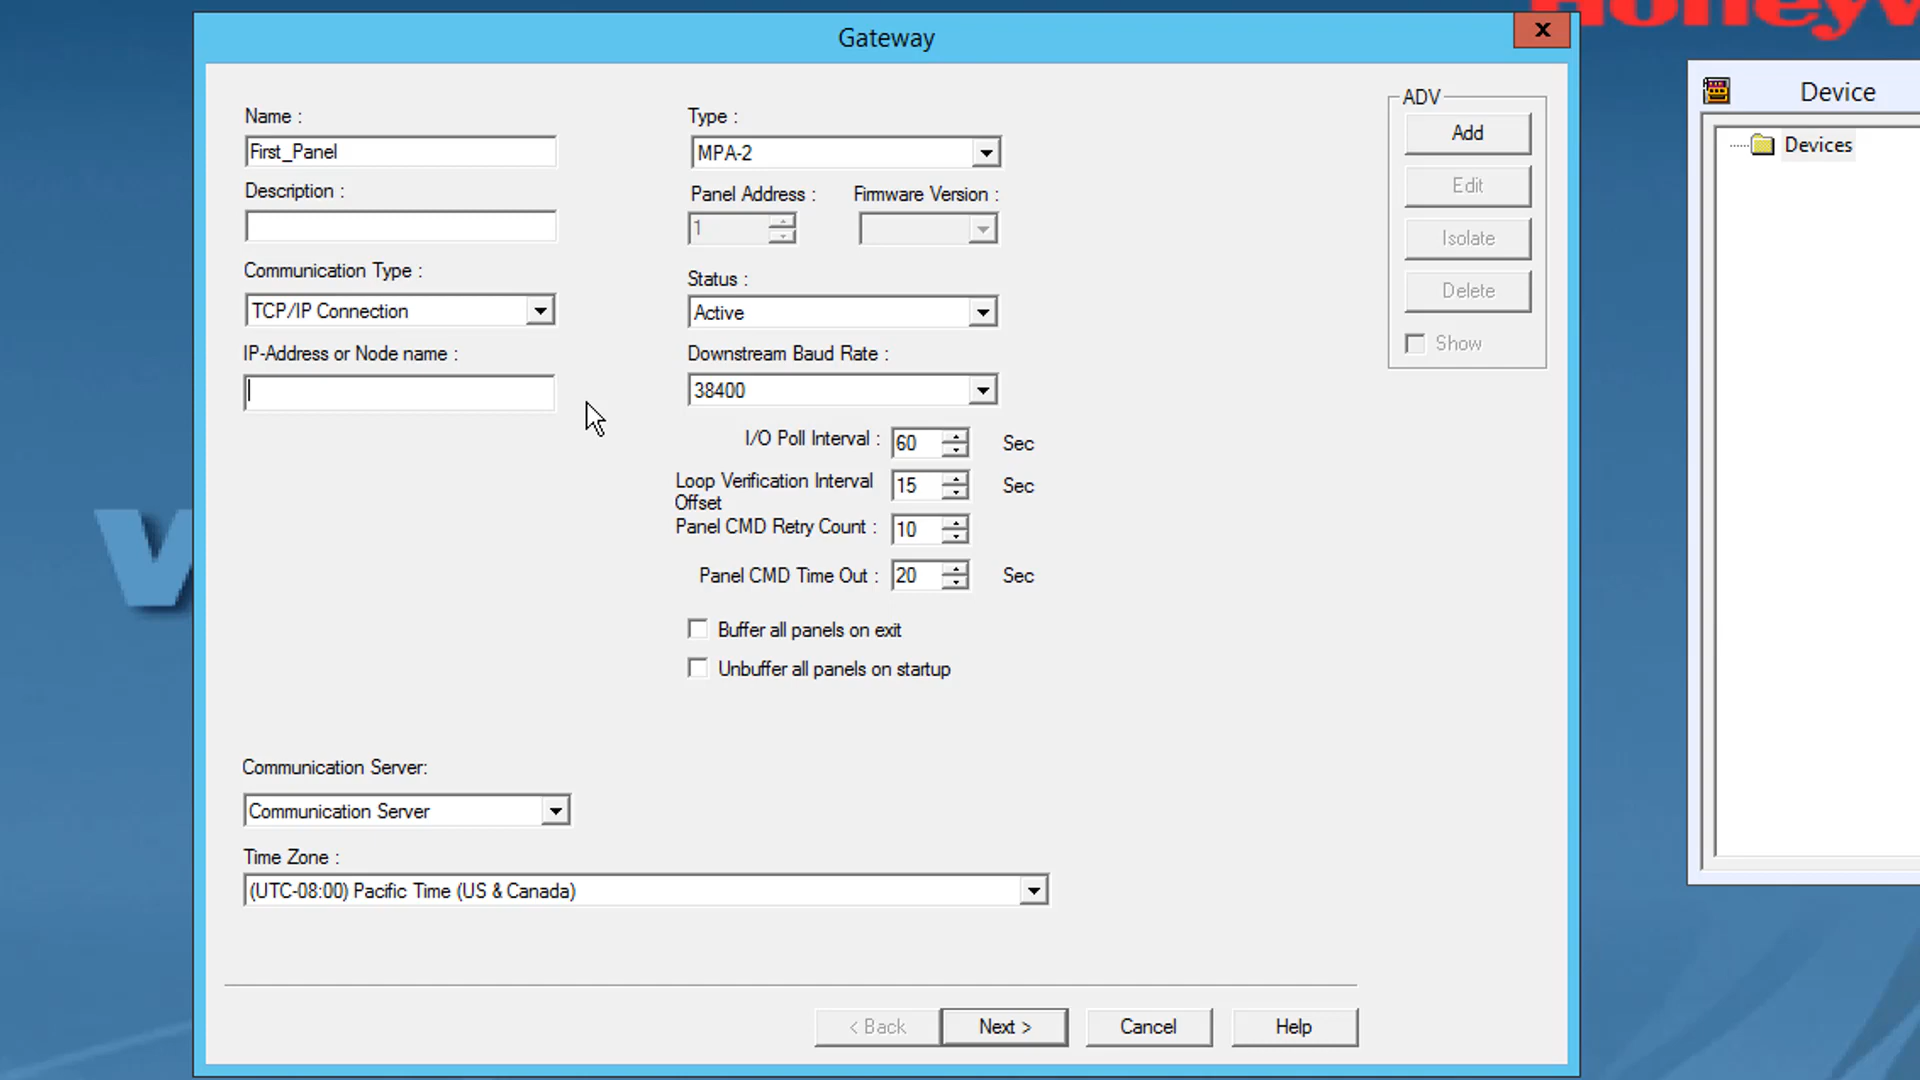 Gateway
X
Honeyw
Device
Devices
Name :
First_Panel
Description :
Communication Type :
TCP/IP Connection
IP-Address or Node name :
Type :
MPA-2
Panel Address :
Firmware Version :
1
Status :
Active
Downstream Baud Rate :
38400
I/O Poll Interval :
60
Sec
Loop Verification Interval
Offset
15
Sec
Panel CMD Retry Count :
10
Panel CMD Time Out :
20
Sec
Buffer all panels on exit
Unbuffer all panels on startup
ADV
Add
Edit
Isolate
Delete
Show
Communication Server:
Communication Server
Time Zone :
(UTC-08:00) Pacific Time (US & Canada)
< Back
Next >
Cancel
Help